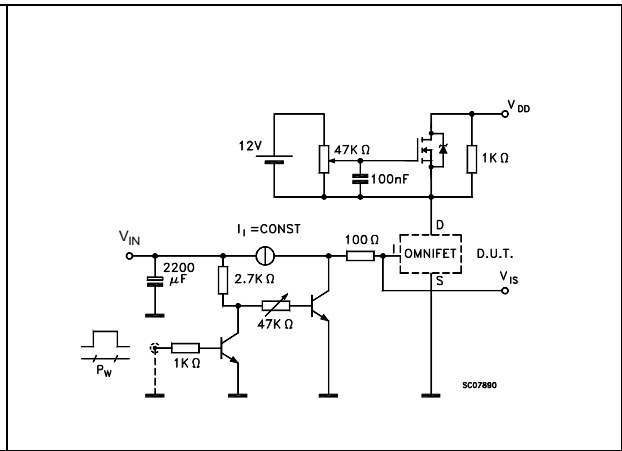 V DD
12V
47K Ω
1K Ω
100nF
D
I I =CONST
V IN
100 Ω
I
OMNIFET
D.U.T.
2200
μF
2.7K Ω
S
V IS
47K Ω
P W
1K Ω
SC07890